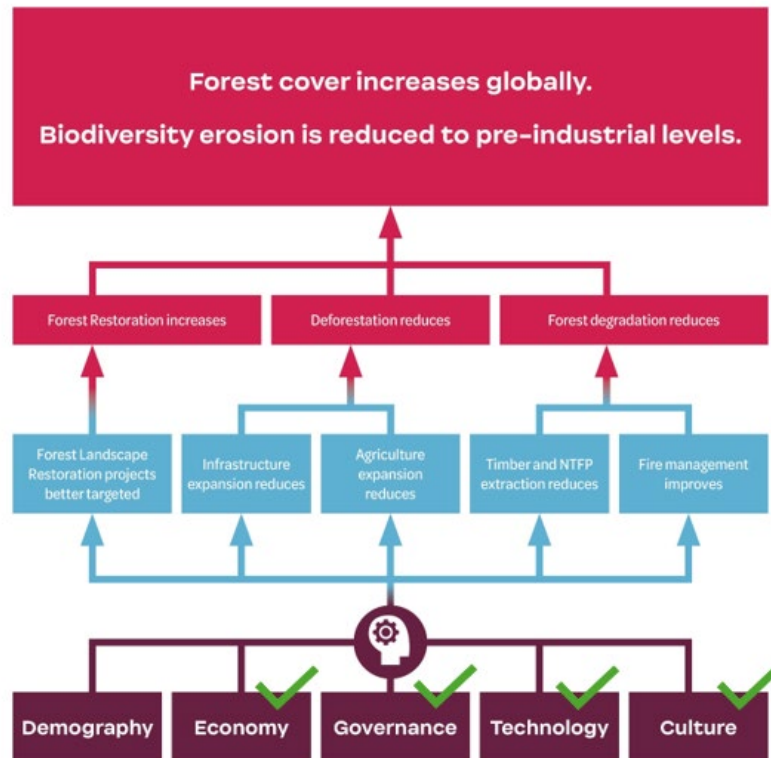 Forest cover increases globally.
Biodiversity erosion is reduced to pre-industrial levels.
Forest Restoration increases
Deforestation reduces
Forest degradation reduces
Forest Landscape
Restoration projects
better targeted
Infrastructure
expansion reduces
Agriculture
expansion
reduces
Timber and NTFP
extraction reduces
Fire management
improves
Demography
Economy
Governance
Technology
Culture